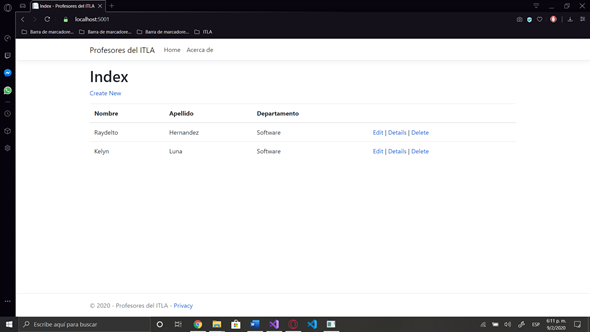 Index - Profesores del ITLA
localhost:5001
Barra de marcadore... Barra de marcadore... Barra de marcadore... ITLA
Profesores del ITLA Home Acerca de
Index
Create New
Nombre Apellido Departamento
Raydelto Hernandez Software Edit | Details | Delete
Kelyn Luna Software Edit | Details | Delete
© 2020 - Profesores del ITLA - Privacy
Escribe aquí para buscar
ESP
6:11 p. m.
9/2/2020